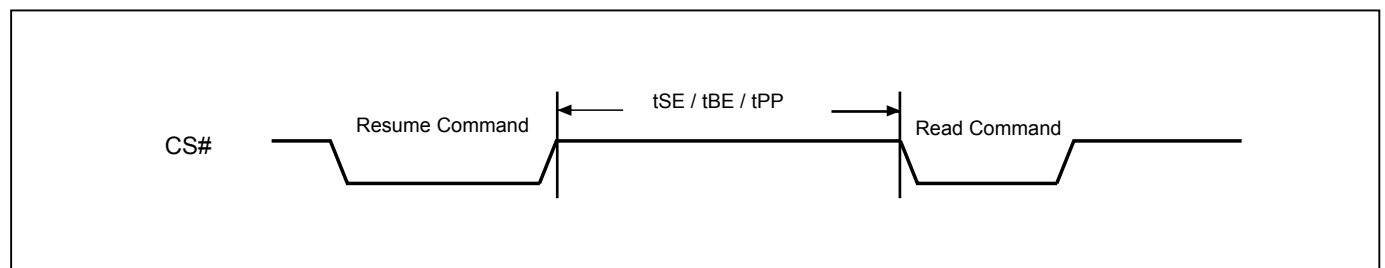 tSE / tBE / tPP
Resume Command
Read Command
CS#